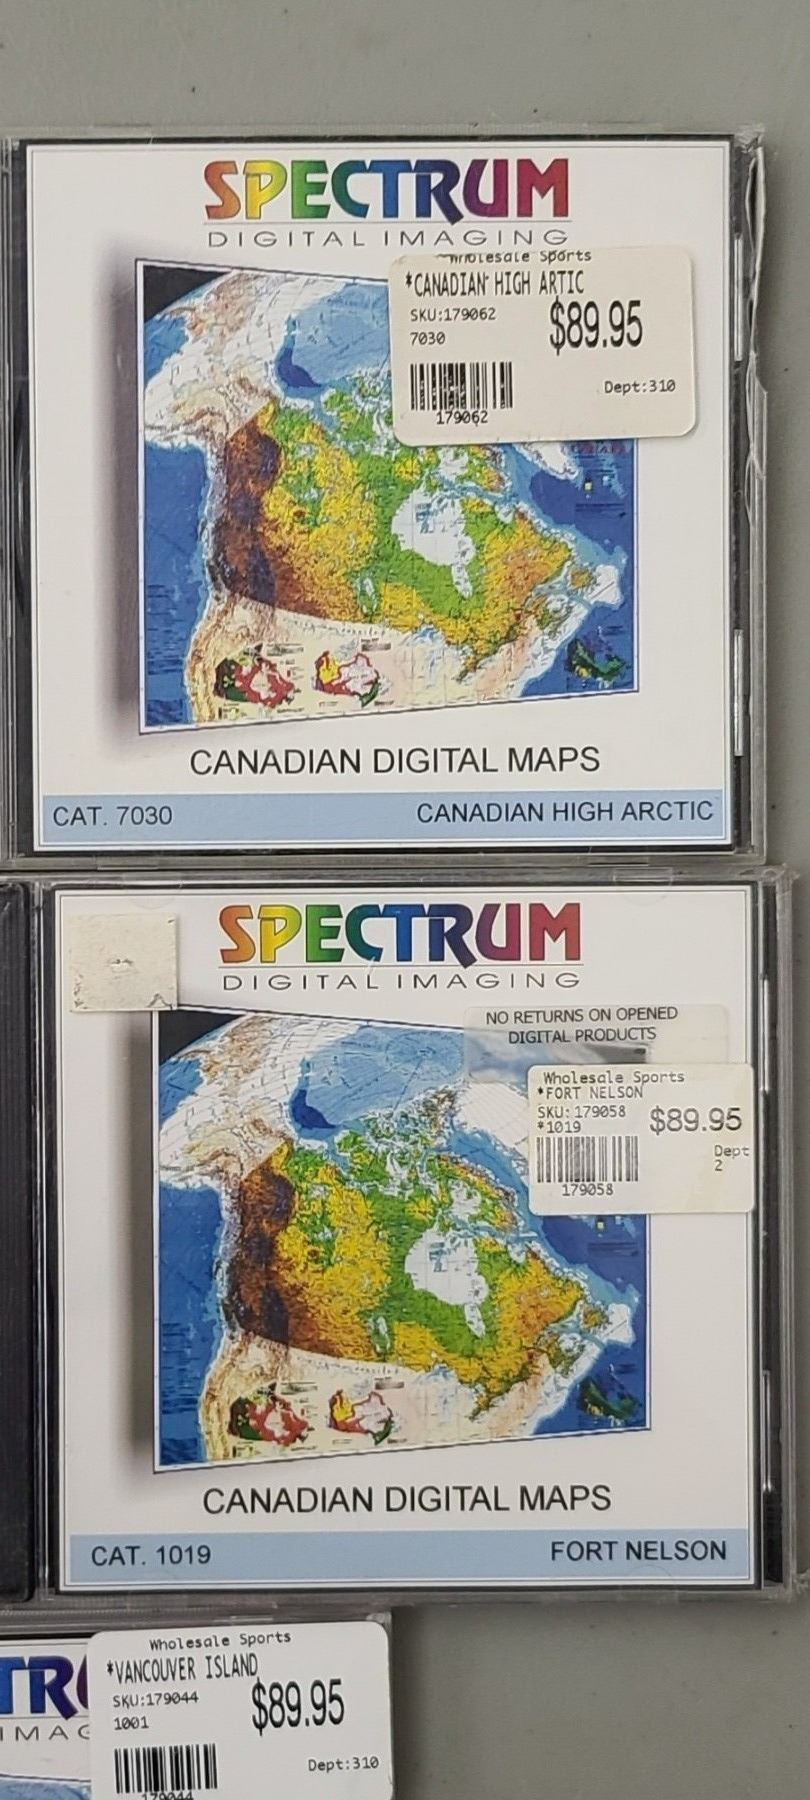 SPECTRUM
DIGITAL IMAGING
Wholesale Sports
*CANADIAN HIGH ARTIC
SKU:179062
$89.95
7030
Dept:310
179062
CANADIAN DIGITAL MAPS
CAT. 7030
CANADIAN HIGH ARCTIC
SPECTRUM
DIGITAL IMAGING
NO RETURNS ON OPENED
DIGITAL PRODUCTS
Wholesale Sports
*FORT NELSON
SKU: 179058
$89.95
*1019
Dept
2
179058
CANADIAN DIGITAL MAPS
CAT. 1019
FORT NELSON
Wholesale Sports
*VANCOUVER ISLAND
SKU:179044
$89.95
1001
Dept:310
179044
TR
IMAG